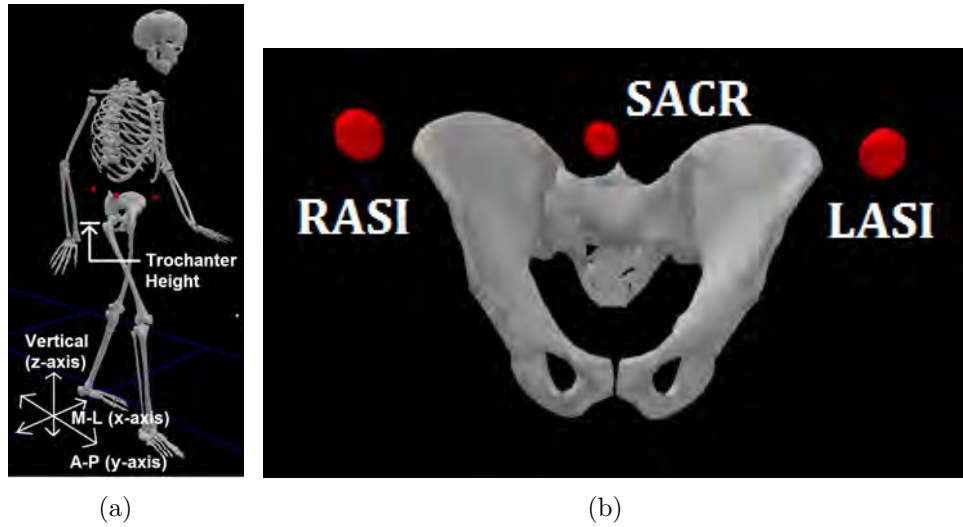 Trochanter
Height
Vertical
(z-axis)
M-L (x-axis)
A-P (y-axis)
(a)
SACR
RASI
LASI
(b)